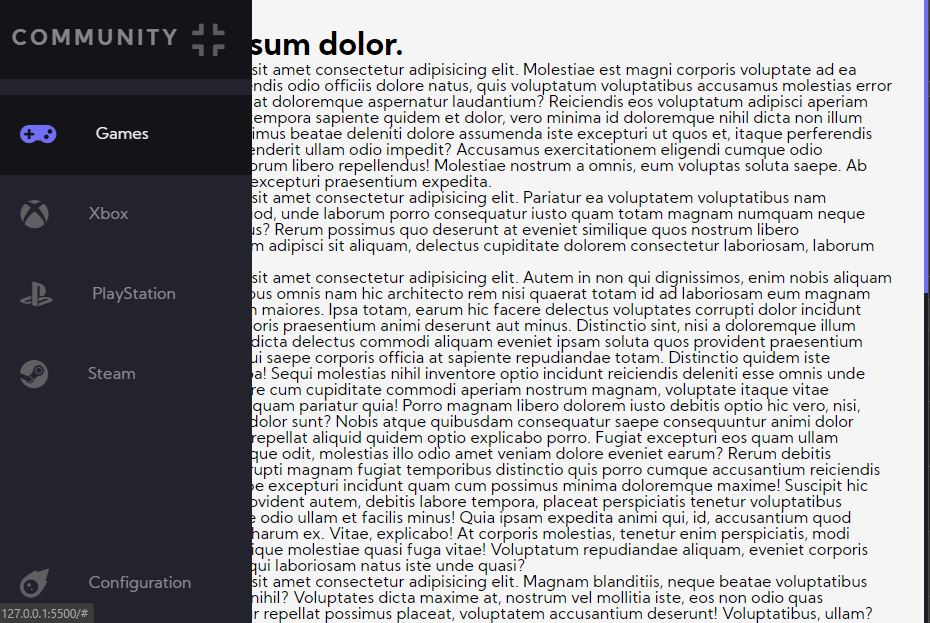 COMMUNITY
Games
Xbox
PlayStation
Steam
Configuration
127.0.0.1:5500/#
sum dolor.
sit amet consectetur adipisicing elit. Molestiae est magni corporis voluptate ad ea
endis odio officiis dolore natus, quis voluptatum voluptatibus accusamus molestias error
at doloremque aspernatur laudantium? Reiciendis eos voluptatum adipisci aperiam
tempora sapiente quidem et dolor, vero minima id doloremque nihil dicta non illum
imus beatae deleniti dolore assumenda iste excepturi ut quos et, itaque perferendis
enderit ullam odio impedit? Accusamus exercitationem eligendi cumque odio
orum libero repellendus! Molestiae nostrum a omnis, eum voluptas soluta saepe. Ab
excepturi praesentium expedita.
sit amet consectetur adipisicing elit. Pariatur ea voluptatem voluptatibus nam
od, unde laborum porro consequatur iusto quam totam magnam numquam neque
us? Rerum possimus quo deserunt at eveniet similique quos nostrum libero
m adipisci sit aliquam, delectus cupiditate dolorem consectetur laboriosam, laborum
sit amet consectetur adipisicing elit. Autem in non qui dignissimos, enim nobis aliquam
ous omnis nam hic architecto rem nisi quaerat totam id ad laboriosam eum magnam
n maiores. Ipsa totam, earum hic facere delectus voluptates corrupti dolor incidunt
oris praesentium animi deserunt aut minus. Distinctio sint, nisi a doloremque illum
dicta delectus commodi aliquam eveniet ipsam soluta quos provident praesentium
ui saepe corporis officia at sapiente repudiandae totam. Distinctio quidem iste
pa! Sequi molestias nihil inventore optio incidunt reiciendis deleniti esse omnis unde
re cum cupiditate commodi aperiam nostrum magnam, voluptate itaque vitae
quam pariatur quia! Porro magnam libero dolorem iusto debitis optio hic vero, nisi,
dolor sunt? Nobis atque quibusdam consequatur saepe consequuntur animi dolor
repellat aliquid quidem optio explicabo porro. Fugiat excepturi eos quam ullam
que odit, molestias illo odio amet veniam dolore eveniet earum? Rerum debitis
rupti magnam fugiat temporibus distinctio quis porro cumque accusantium reiciendis
e excepturi incidunt quam cum possimus minima doloremque maxime! Suscipit hic
ovident autem, debitis labore tempora, placeat perspiciatis tenetur voluptatibus
e odio ullam et facilis minus! Quia ipsam expedita animi qui, id, accusantium quod
harum ex. Vitae, explicabo! At corporis molestias, tenetur enim perspiciatis, modi
ique molestiae quasi fuga vitae! Voluptatum repudiandae aliquam, eveniet corporis
qui laboriosam natus iste unde quasi?
sit amet consectetur adipisicing elit. Magnam blanditiis, neque beatae voluptatibus
nihil? Voluptates dicta maxime at, nostrum vel mollitia iste, eos non odio quas
r repellat possimus placeat, voluptatem accusantium deserunt! Voluptatibus, ullam?